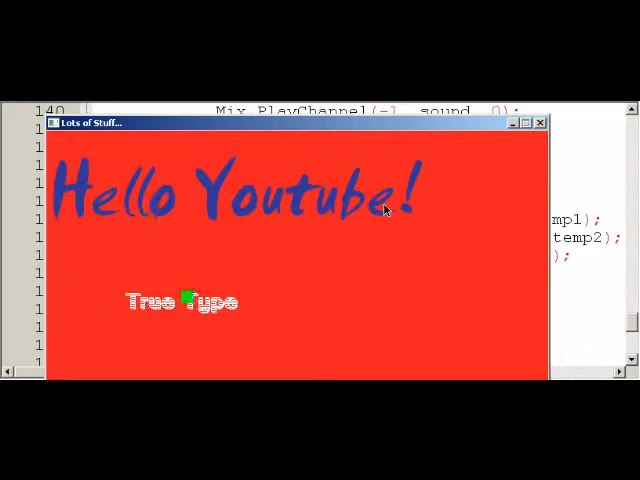 140 Mix_PlayChannel(-1, sound, 0);
Lots of Stuff...
Hello Youtube!
mp1);
temp2);
);
True Type